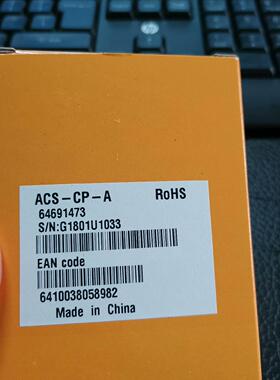 ACS-CP-A RoHS
64691473
S/N:G1801U1033
EAN code
6410038058982
Made in China